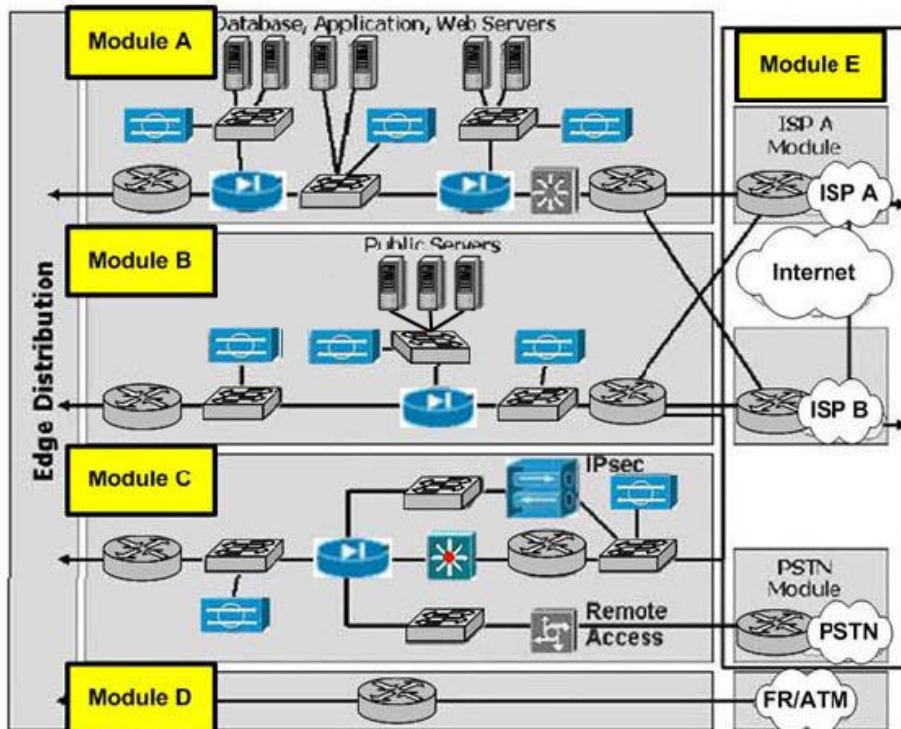 Module A
Database, Application, Web Servers
Module E
ISP A
Module
ISP A
Module B
Public Servers
Internet
Edge Distribution
ISP B
Module C
IPsec
PSTN
Module
Remote
Access
PSTN
Module D
FR/ATM